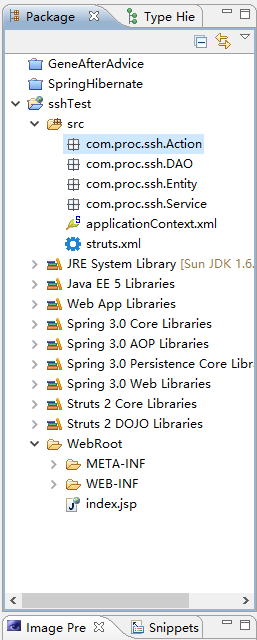 Package Type Hie
GeneAfterAdvice
SpringHibernate
sshTest
src
com.proc.ssh.Action
com.proc.ssh.DAO
com.proc.ssh.Entity
com.proc.ssh.Service
applicationContext.xml
struts.xml
JRE System Library [Sun JDK 1.6.
Java EE 5 Libraries
Web App Libraries
Spring 3.0 Core Libraries
Spring 3.0 AOP Libraries
Spring 3.0 Persistence Core Lib
Spring 3.0 Web Libraries
Struts 2 Core Libraries
Struts 2 DOJO Libraries
WebRoot
META-INF
WEB-INF
index.jsp
Image Pre Snippets